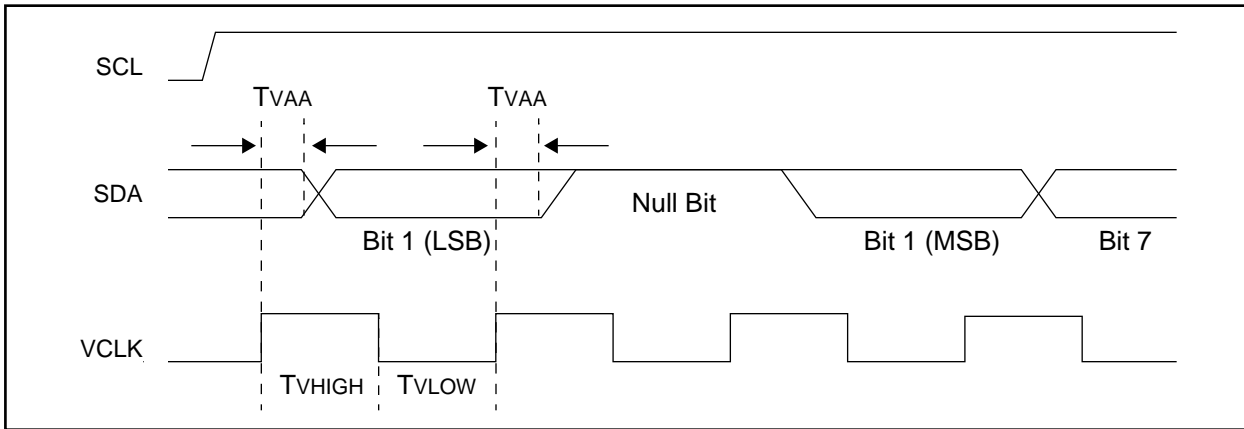 SCL
TVAA TVAA
SDA
Null Bit
Bit 1 (LSB) Bit 1 (MSB) Bit 7
VCLK
TVHIGH TVLOW